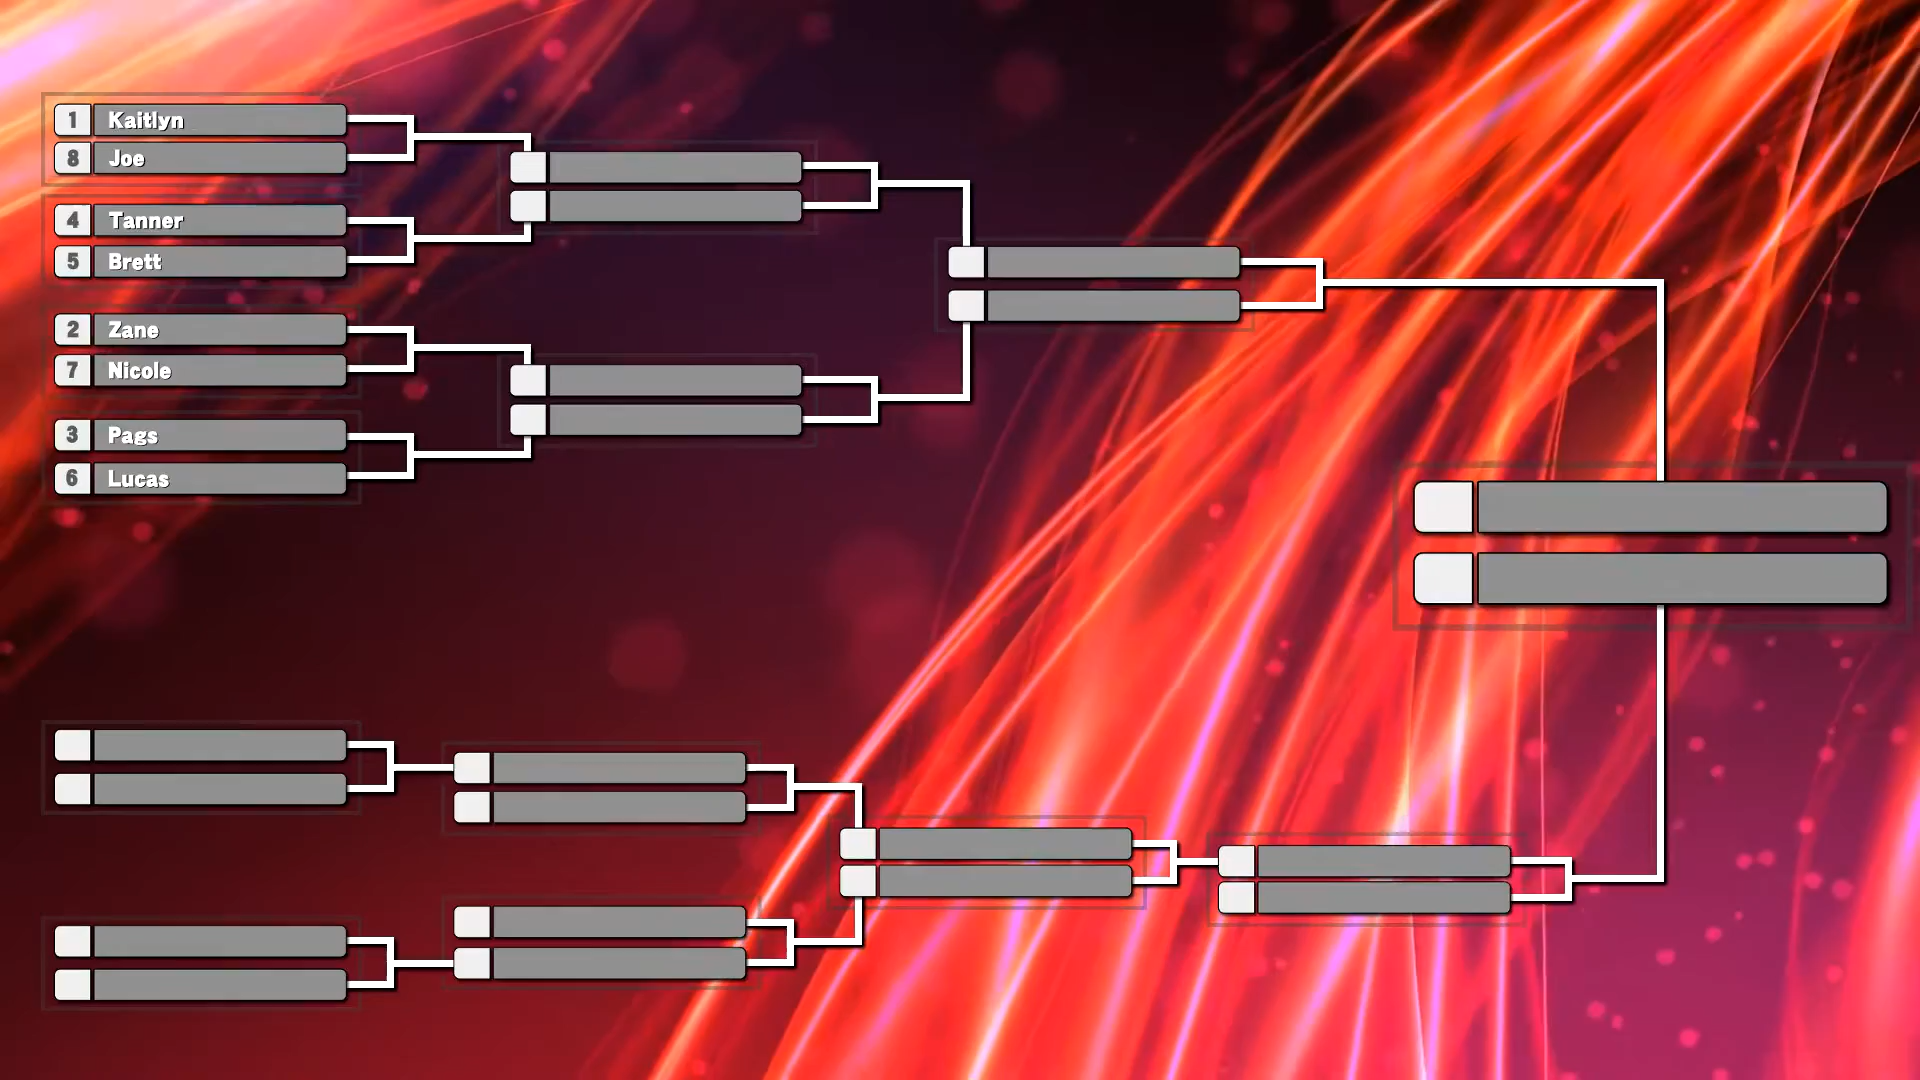 1 Kaitlyn
8 Joe
4 Tanner
5 Brett
2 Zane
7 Nicole
3 Pags
6 Lucas